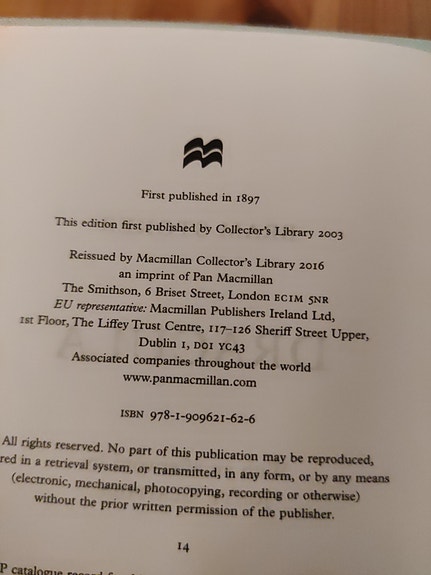 First published in 1897
This edition first published by Collector's Library 2003
Reissued by Macmillan Collector's Library 2016
an imprint of Pan Macmillan
The Smithson, 6 Briset Street, London EC1M 5NR
EU representative: Macmillan Publishers Ireland Ltd,
1st Floor, The Liffey Trust Centre, 117–126 Sheriff Street Upper,
Dublin 1, D01 YC43
Associated companies throughout the world
www.panmacmillan.com
ISBN 978-1-909621-62-6
All rights reserved. No part of this publication may be reproduced,
red in a retrieval system, or transmitted, in any form, or by any means
(electronic, mechanical, photocopying, recording or otherwise)
without the prior written permission of the publisher.
14
P catalogue record